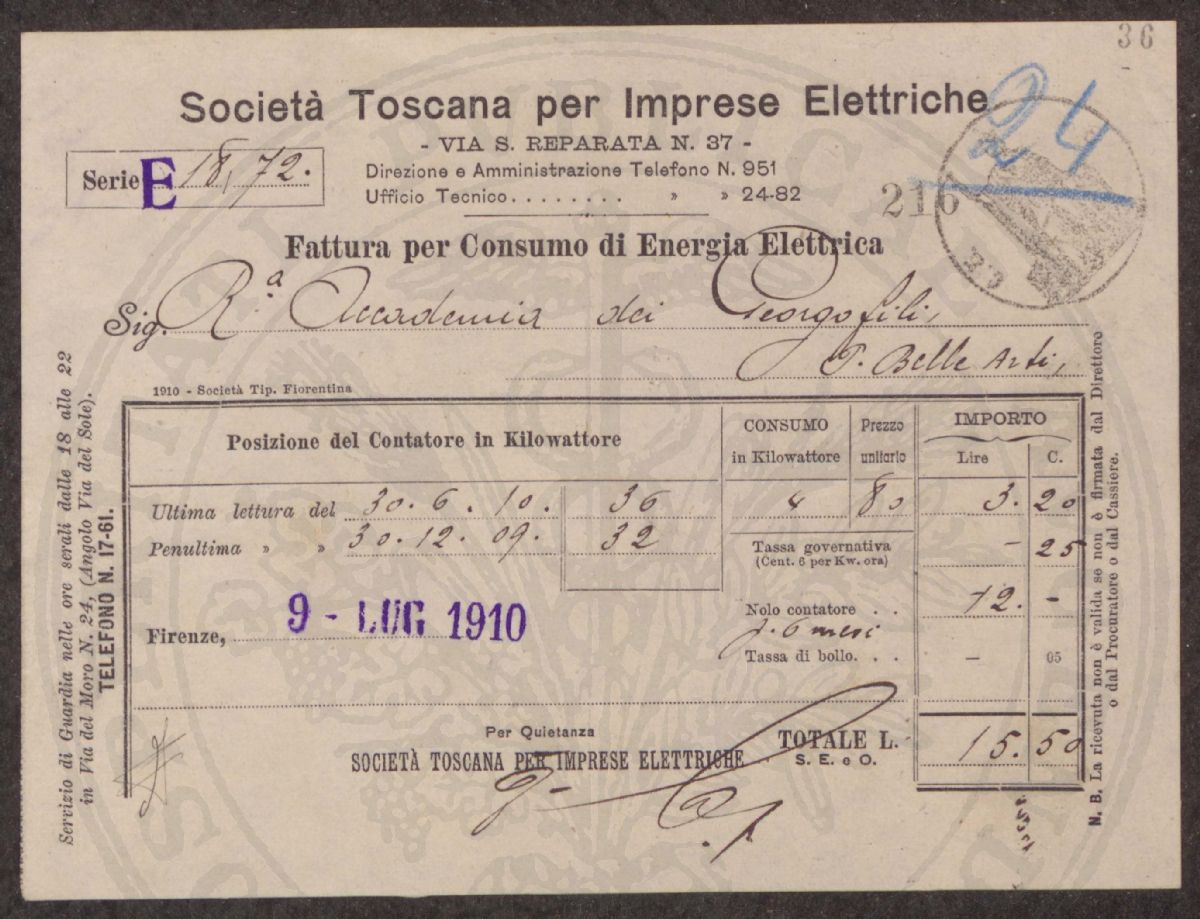 36
Società Toscana per Imprese Elettriche
- VIA S. REPARATA N. 37 -
Serie E 18,72.
Direzione e Amministrazione Telefono N. 951
Ufficio Tecnico . . . . . . . . » » 24-82
24
216
Fattura per Consumo di Energia Elettrica
Sig. R.a Accademia dei Georgofili,
P. Belle Arti,
1910 - Società Tip. Fiorentina
Posizione del Contatore in Kilowattore
CONSUMO in Kilowattore
Prezzo unitario
IMPORTO
Lire C.
Ultima lettura del 30. 6. 10. 36 4 80 3. 20
Penultima » » 30. 12. 09. 32
Tassa governativa - 25
(Cent. 6 per Kw. ora)
Nolo contatore . . 12. -
p. 6 mesi
Tassa di bollo. . . — 05
Firenze, 9 - LUG 1910
Per Quietanza
SOCIETÀ TOSCANA PER IMPRESE ELETTRICHE
TOTALE L. 15. 50
S. E. e O.
Servizio di Guardia nelle ore serali dalle 18 alle 22
in Via del Moro N. 24, (Angolo Via del Sole).
TELEFONO N. 17-61.
N. B. La ricevuta non è valida se non è firmata dal Direttore
o dal Procuratore o dal Cassiere.